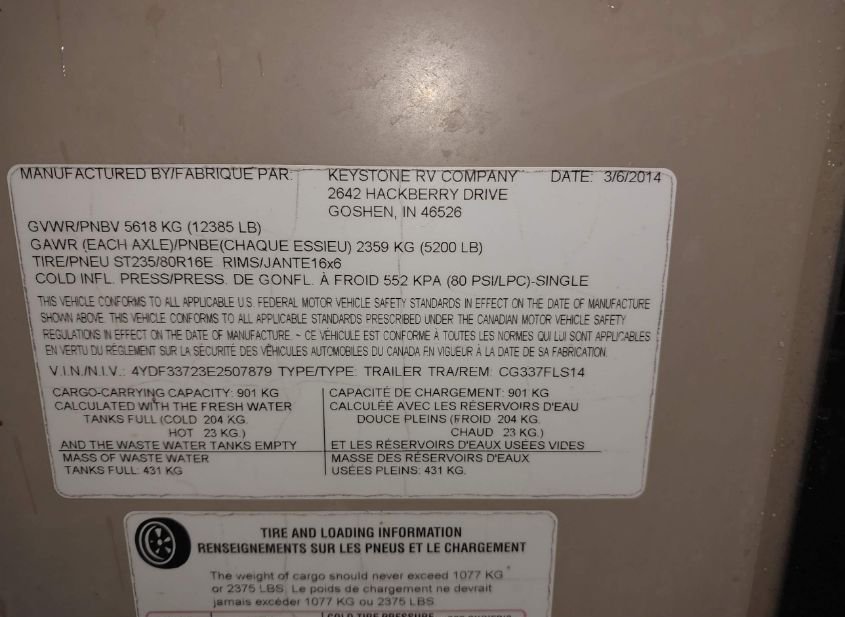 MANUFACTURED BY/FABRIQUE PAR: KEYSTONE RV COMPANY DATE: 3/6/2014
2642 HACKBERRY DRIVE
GOSHEN, IN 46526
GVWR/PNBV 5618 KG (12385 LB)
GAWR (EACH AXLE)/PNBE(CHAQUE ESSIEU) 2359 KG (5200 LB)
TIRE/PNEU ST235/80R16E RIMS/JANTE16x6
COLD INFL. PRESS/PRESS. DE GONFL. À FROID 552 KPA (80 PSI/LPC)-SINGLE
THIS VEHICLE CONFORMS TO ALL APPLICABLE U.S. FEDERAL MOTOR VEHICLE SAFETY STANDARDS IN EFFECT ON THE DATE OF MANUFACTURE
SHOWN ABOVE. THIS VEHICLE CONFORMS TO ALL APPLICABLE STANDARDS PRESCRIBED UNDER THE CANADIAN MOTOR VEHICLE SAFETY
REGULATIONS IN EFFECT ON THE DATE OF MANUFACTURE. ~ CE VÉHICULE EST CONFORME À TOUTES LES NORMES QUI LUI SONT APPLICABLES
EN VERTU DU RÈGLEMENT SUR LA SÉCURITÉ DES VÉHICULES AUTOMOBILES DU CANADA EN VIGUEUR À LA DATE DE SA FABRICATION.
V.I.N./N.I.V.: 4YDF33723E2507879 TYPE/TYPE: TRAILER TRA/REM: CG337FLS14
CARGO-CARRYING CAPACITY: 901 KG
CALCULATED WITH THE FRESH WATER
TANKS FULL (COLD 204 KG.
HOT 23 KG.)
AND THE WASTE WATER TANKS EMPTY
MASS OF WASTE WATER
TANKS FULL: 431 KG
CAPACITÉ DE CHARGEMENT: 901 KG
CALCULÉE AVEC LES RÉSERVOIRS D'EAU
DOUCE PLEINS (FROID 204 KG.
CHAUD 23 KG.)
ET LES RÉSERVOIRS D'EAUX USÉES VIDES
MASSE DES RÉSERVOIRS D'EAUX
USÉES PLEINS: 431 KG.
TIRE AND LOADING INFORMATION
RENSEIGNEMENTS SUR LES PNEUS ET LE CHARGEMENT
The weight of cargo should never exceed 1077 KG
or 2375 LBS. Le poids de chargement ne devrait
jamais excéder 1077 KG ou 2375 LBS
COLD TIRE PRESSURE